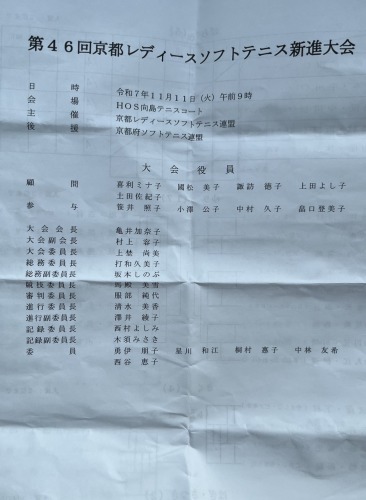 第46回京都レディースソフトテニス新進大会
日　　時　令和7年11月11日（火）午前9時
会　　場　HOS向島テニスコート
主　　催　京都レディースソフトテニス連盟
後　　援　京都府ソフトテニス連盟
大　会　役　員
顧　　問　喜利ミナ子　國松　美子　諏訪　徳子　上田よし子
上田佐紀子
参　　与　笹井　照子　小澤　公子　中村　久子　畠口登美子
大会会長　亀井加奈子
大会副会長　村上　容子
大会委員長　上埜　尚美
総務委員長　打和久美子
総務副委員長　坂本しのぶ
競技委員長　馬殿　美雪
審判委員長　服部　純代
進行委員長　清水　美香
進行副委員長　澤井　綾子
記録委員長　西村よしみ
記録副委員長　木須みさき
委　　員　勇伊　朋子　星川　和江　桐村　惠子　中林　友希
西谷　恵子